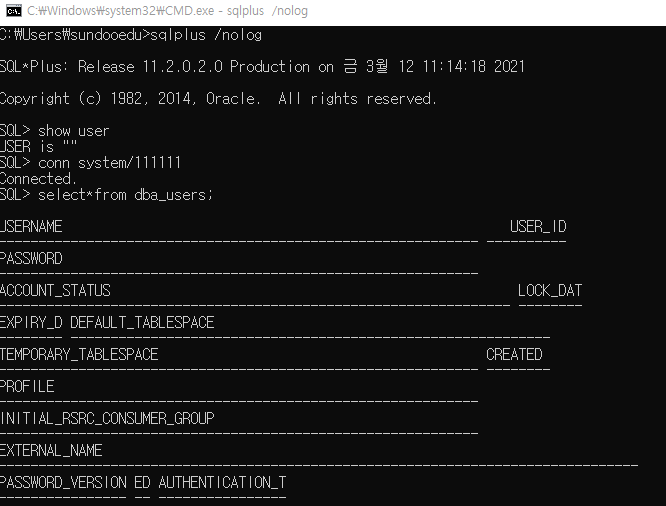 C:₩Windows₩system32₩CMD.exe - sqlplus /nolog
C:₩Users₩sundooedu>sqlplus /nolog
SQL*Plus: Release 11.2.0.2.0 Production on 금 3월 12 11:14:18 2021
Copyright (c) 1982, 2014, Oracle.  All rights reserved.
SQL> show user
USER is ""
SQL> conn system/111111
Connected.
SQL> select*from dba_users;
USERNAME                                                        USER_ID
------------------------------------------------------------ ----------
PASSWORD
------------------------------------------------------------
ACCOUNT_STATUS                                                   LOCK_DAT
---------------------------------------------------------------- --------
EXPIRY_D DEFAULT_TABLESPACE
-------- ------------------------------------------------------------
TEMPORARY_TABLESPACE                                         CREATED
------------------------------------------------------------ --------
PROFILE
------------------------------------------------------------
INITIAL_RSRC_CONSUMER_GROUP
------------------------------------------------------------
EXTERNAL_NAME
--------------------------------------------------------------------------------
PASSWORD_VERSION ED AUTHENTICATION_T
---------------- -- ----------------